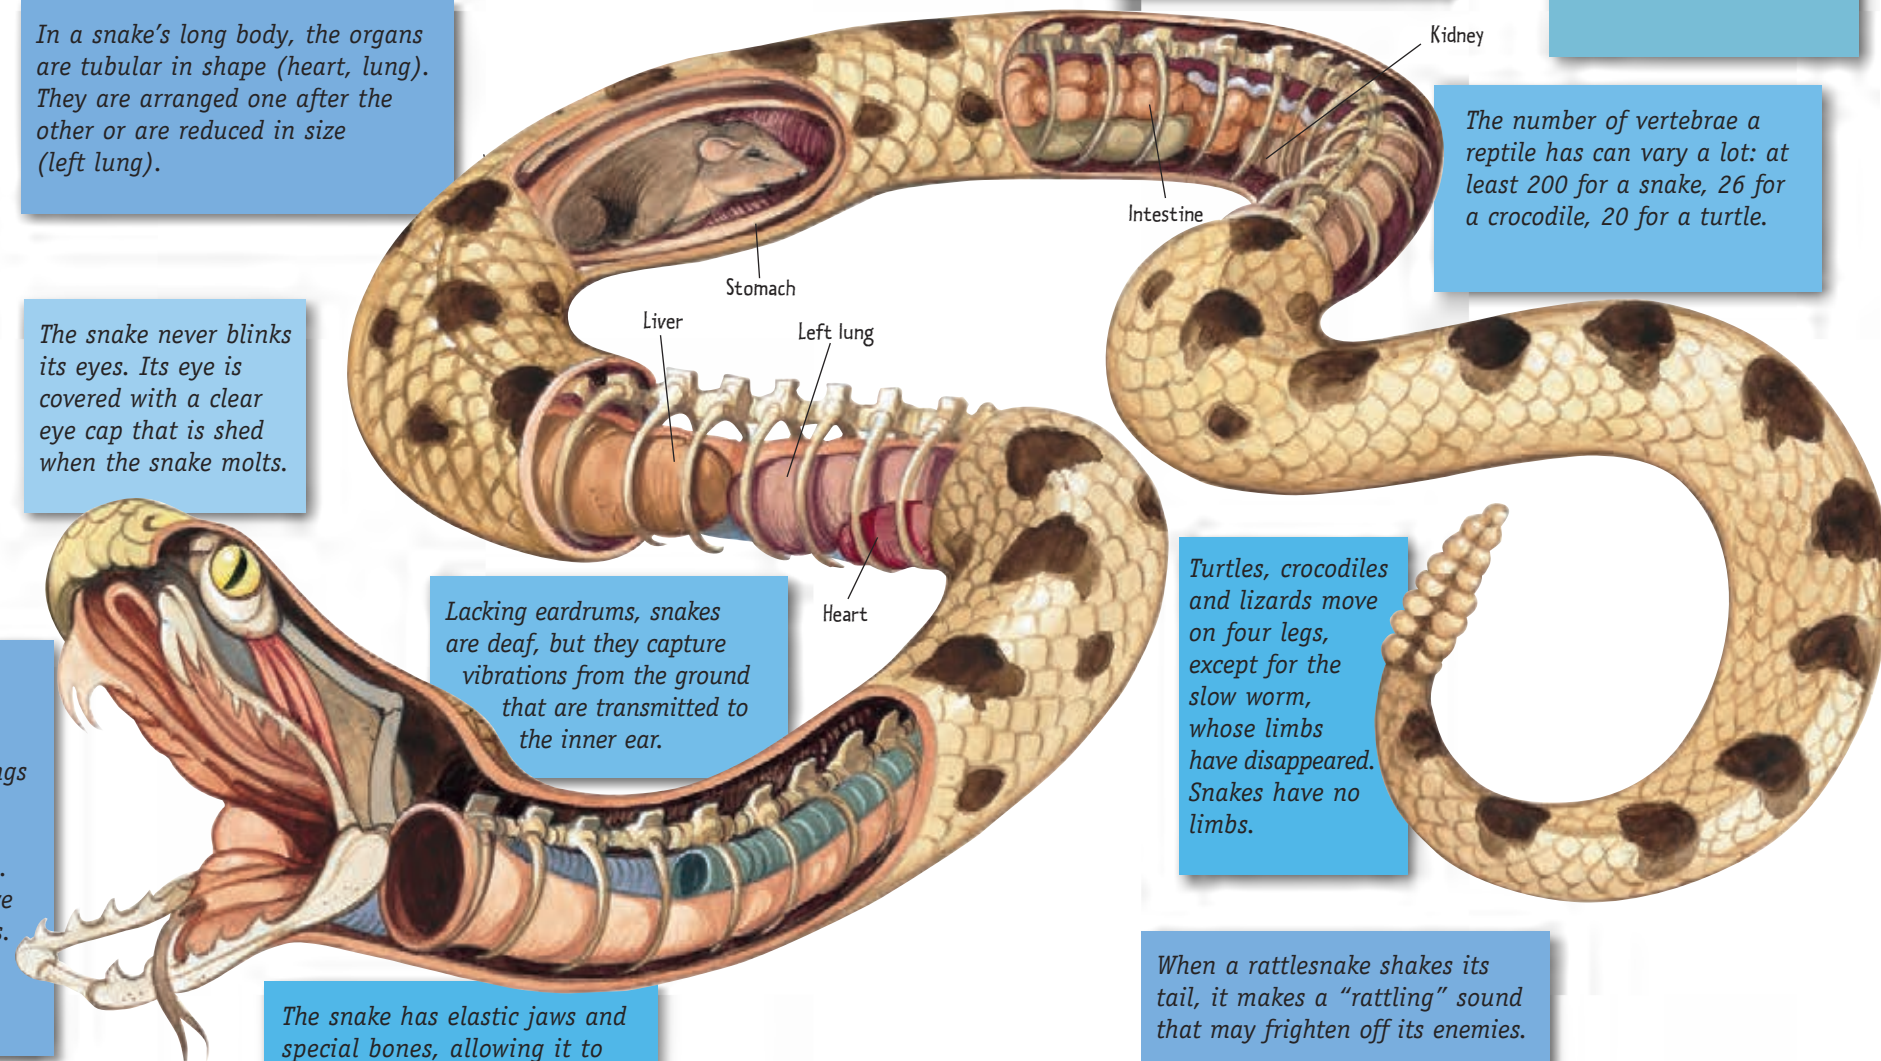 In a snake's long body, the organs
are tubular in shape (heart, lung).
They are arranged one after the
other or are reduced in size
(left lung).
Kidney
The number of vertebrae a
reptile has can vary a lot: at
least 200 for a snake, 26 for
a crocodile, 20 for a turtle.
Intestine
Stomach
Liver
Left lung
The snake never blinks
its eyes. Its eye is
covered with a clear
eye cap that is shed
when the snake molts.
Heart
Lacking eardrums, snakes
are deaf, but they capture
vibrations from the ground
that are transmitted to
the inner ear.
Turtles, crocodiles
and lizards move
on four legs,
except for the
slow worm,
whose limbs
have disappeared.
Snakes have no
limbs.
When a rattlesnake shakes its
tail, it makes a “rattling” sound
that may frighten off its enemies.
The snake has elastic jaws and
special bones, allowing it to